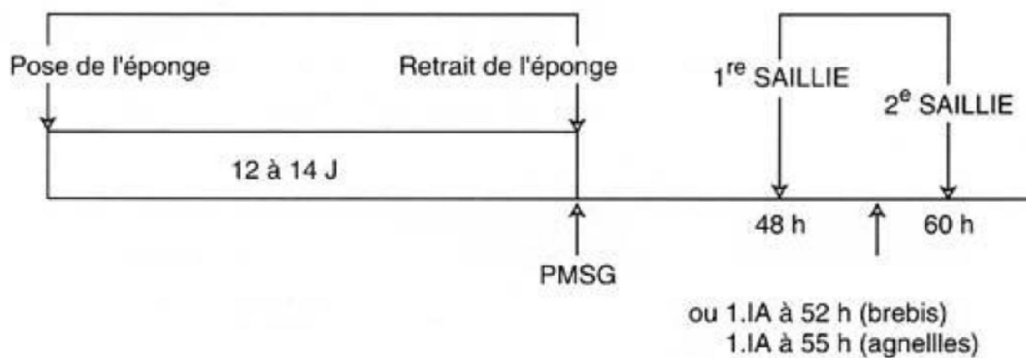 Pose de l'éponge
Retrait de l'éponge
1re SAILLIE
2e SAILLIE
12 à 14 J
48 h
60 h
PMSG
ou 1.IA à 52 h (brebis)
1.IA à 55 h (agnellles)